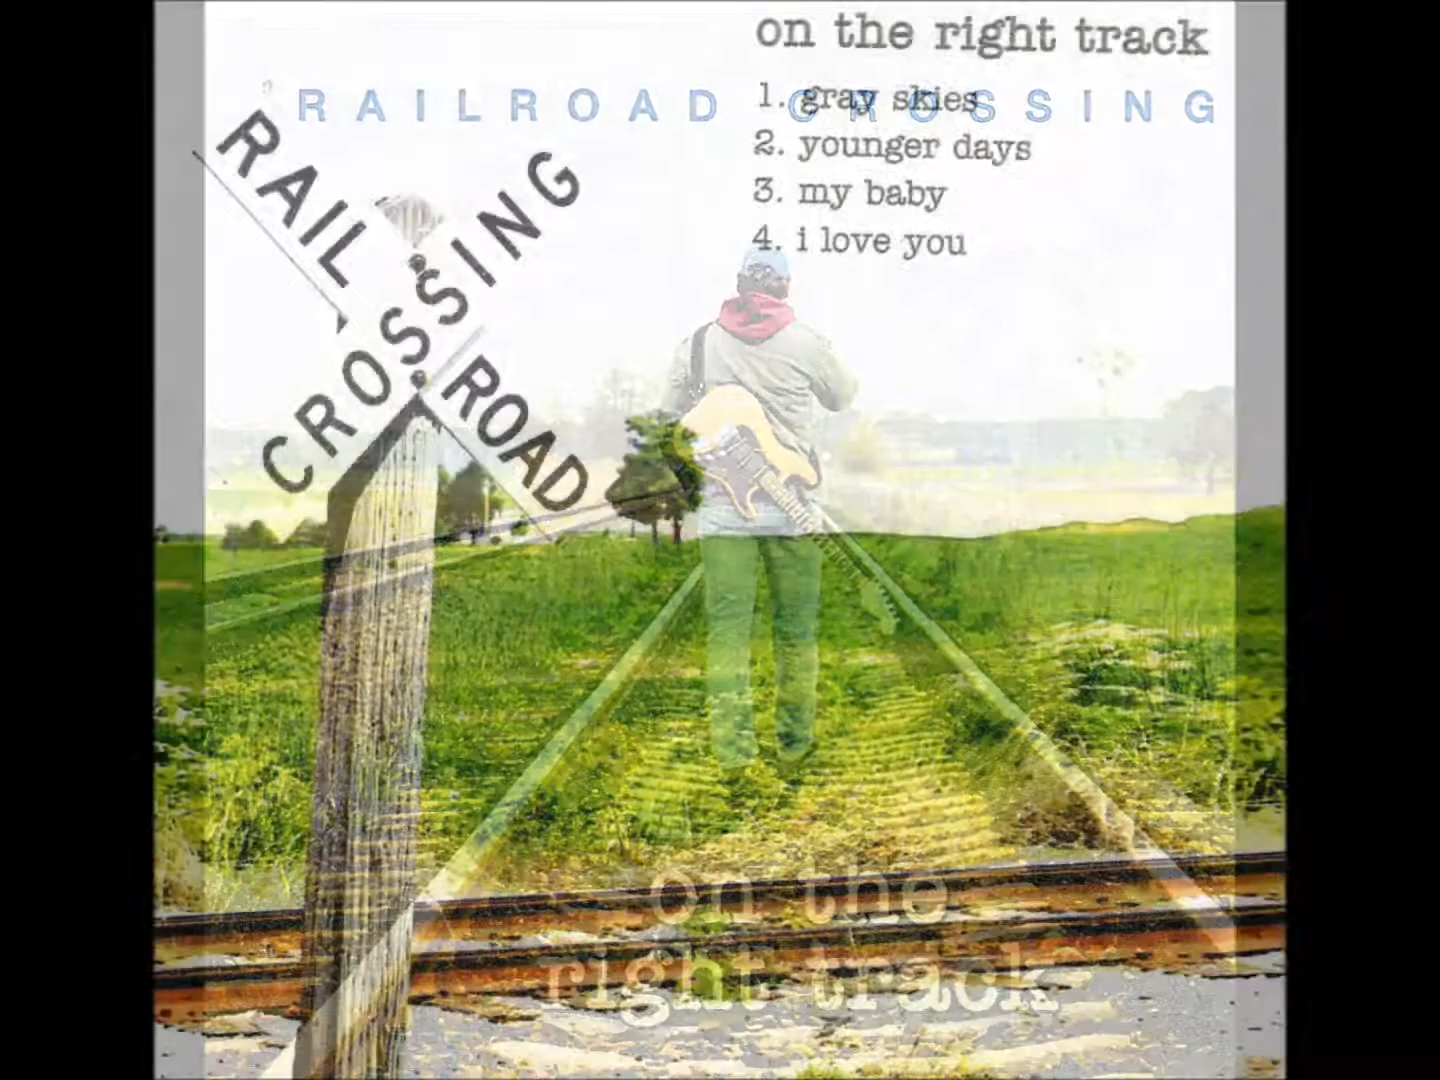 on the right track
RAILROAD CROSSING
1. gray skies
2. younger days
3. my baby
4. i love you
RAIL ROAD
CROSSING
on the
right track